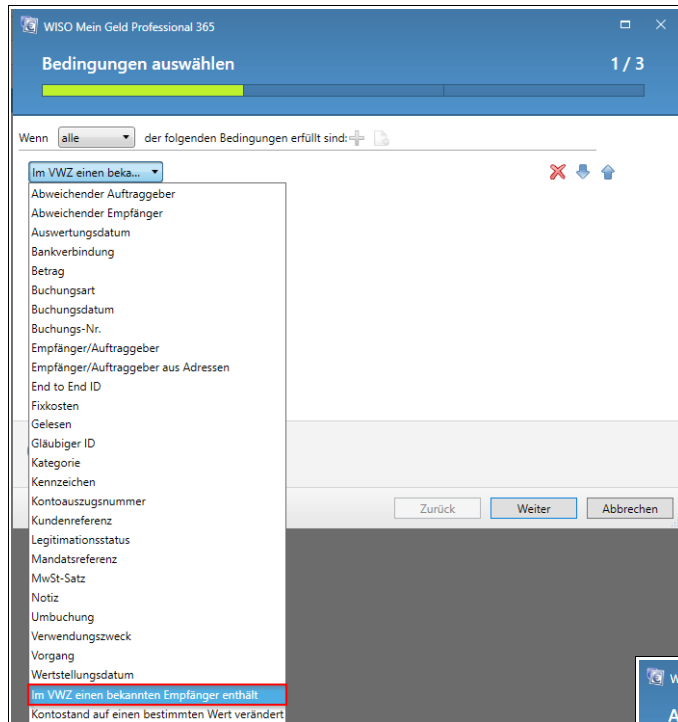 WISO Mein Geld Professional 365
Bedingungen auswählen 1 / 3
Wenn alle der folgenden Bedingungen erfüllt sind:
Im VWZ einen beka...
Abweichender Auftraggeber
Abweichender Empfänger
Auswertungsdatum
Bankverbindung
Betrag
Buchungsart
Buchungsdatum
Buchungs-Nr.
Empfänger/Auftraggeber
Empfänger/Auftraggeber aus Adressen
End to End ID
Fixkosten
Gelesen
Gläubiger ID
Kategorie
Kennzeichen
Kontoauszugsnummer
Kundenreferenz
Legitimationsstatus
Mandatsreferenz
MwSt-Satz
Notiz
Umbuchung
Verwendungszweck
Vorgang
Wertstellungsdatum
Im VWZ einen bekannten Empfänger enthält
Kontostand auf einen bestimmten Wert verändert
Zurück Weiter Abbrechen